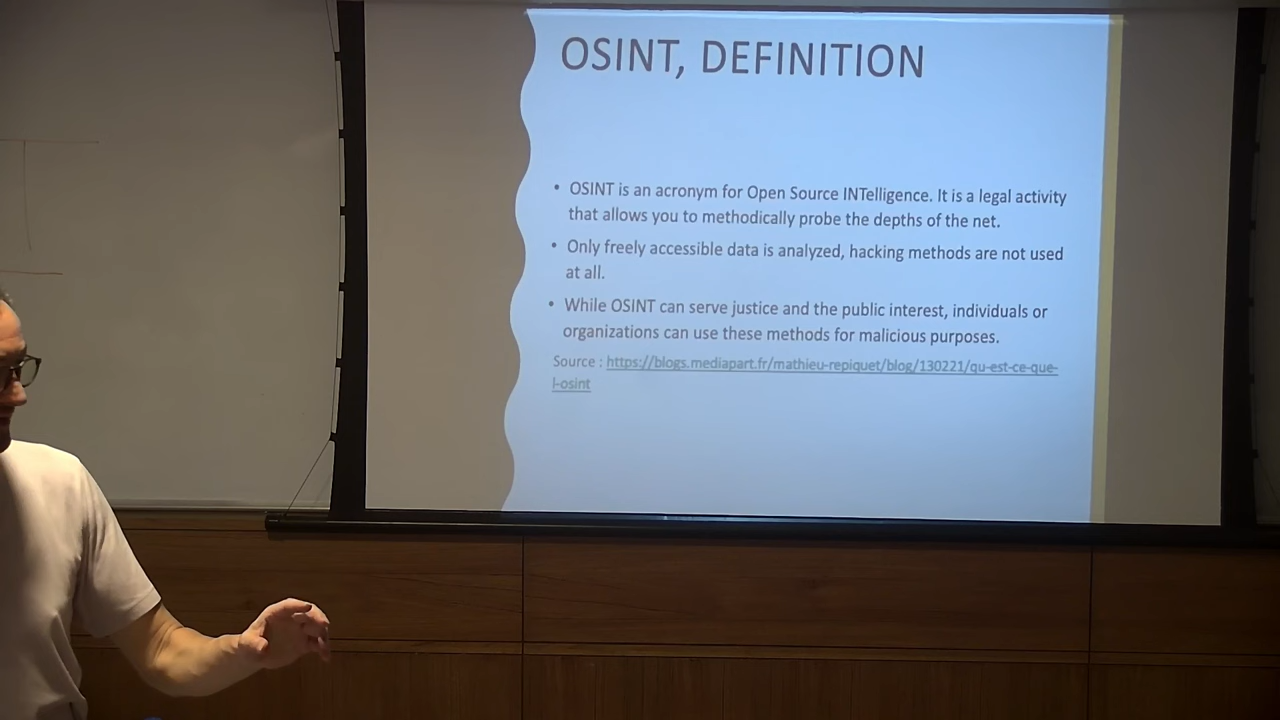 OSINT, DEFINITION
• OSINT is an acronym for Open Source INTelligence. It is a legal activity
that allows you to methodically probe the depths of the net.
• Only freely accessible data is analyzed, hacking methods are not used
at all.
• While OSINT can serve justice and the public interest, individuals or
organizations can use these methods for malicious purposes.
Source : https://blogs.mediapart.fr/mathieu-repiquet/blog/130221/qu-est-ce-que-
l-osint